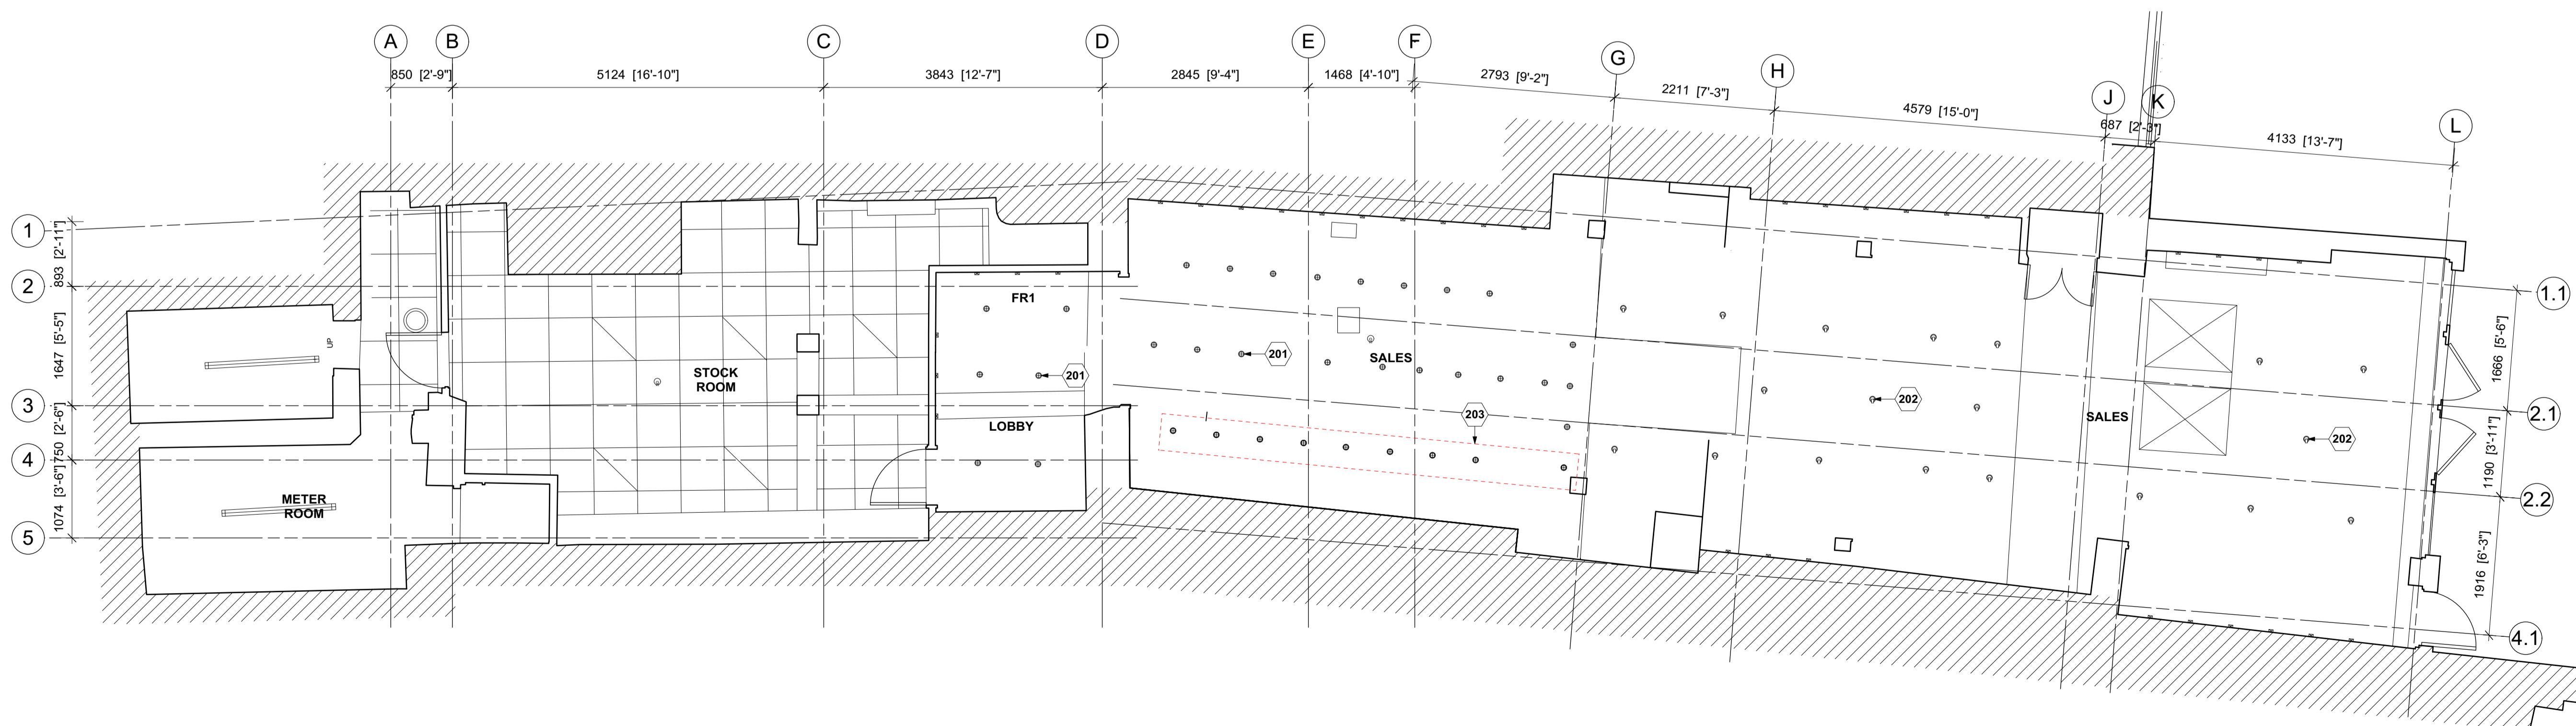 A
B
C
D
E
F
G
H
J
K
L
850 [2'-9"]
5124 [16'-10"]
3843 [12'-7"]
2845 [9'-4"]
1468 [4'-10"]
2793 [9'-2"]
2211 [7'-3"]
4579 [15'-0"]
687 [2'-3"]
4133 [13'-7"]
1
2
3
4
5
893 [2'-11"]
1647 [5'-5"]
750 [2'-6"]
1074 [3'-6"]
UP
METER
ROOM
STOCK
ROOM
FR1
201
LOBBY
201
SALES
203
202
SALES
202
1.1
2.1
2.2
4.1
1666 [5'-6"]
1190 [3'-11"]
1916 [6'-3"]